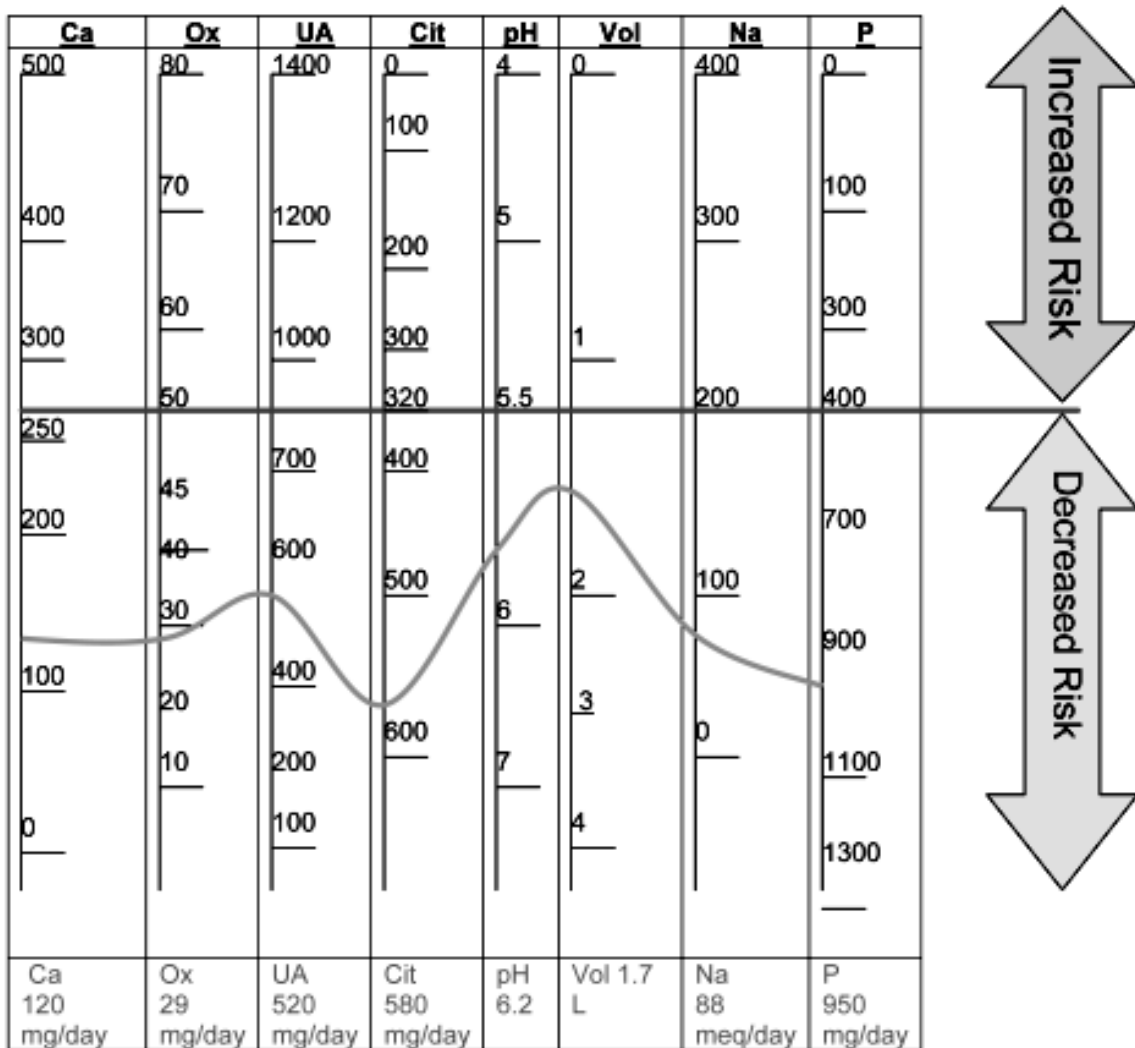 Ca Ox UA Cit pH Vol Na P
500 80 1400 0 4 0 400 0
100
70 100
400 1200 5 300
200
60 300
300 1000 300 1
50 320 5.5 200 400
250
700 400
45
200 700
40 600
500 2 100
30 6 900
100 400
20 3
600 0
10 200 7 1100
0 100 4
1300
Ca Ox UA Cit pH Vol 1.7 Na P
120 29 520 580 6.2 L 88 950
mg/day mg/day mg/day mg/day meq/day mg/day
Increased Risk
Decreased Risk